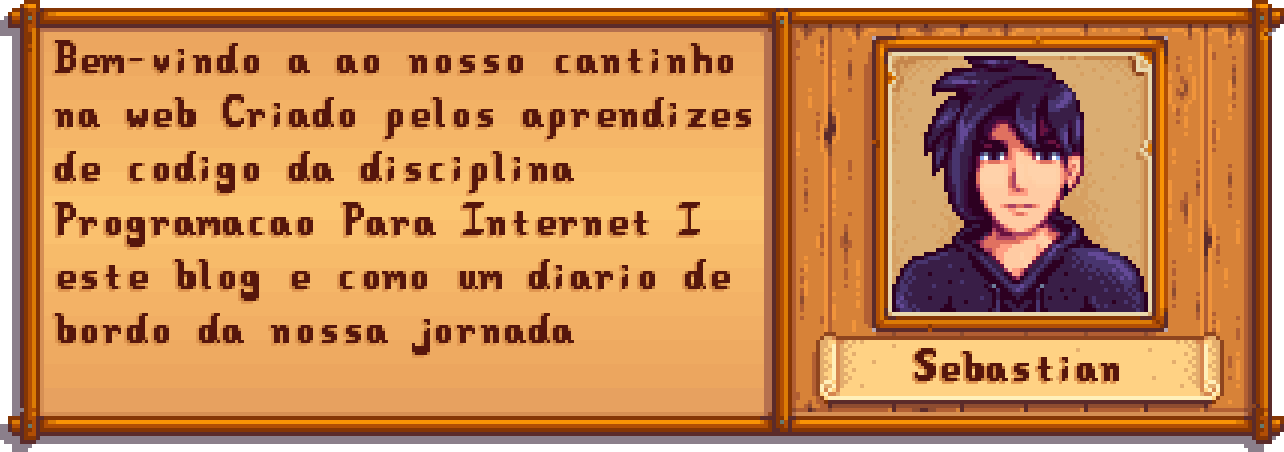 Bem-vindo a ao nosso cantinho
na web Criado pelos aprendizes
de codigo da disciplina
Programacao Para Internet I
este blog e como um diario de
bordo da nossa jornada
Sebastian